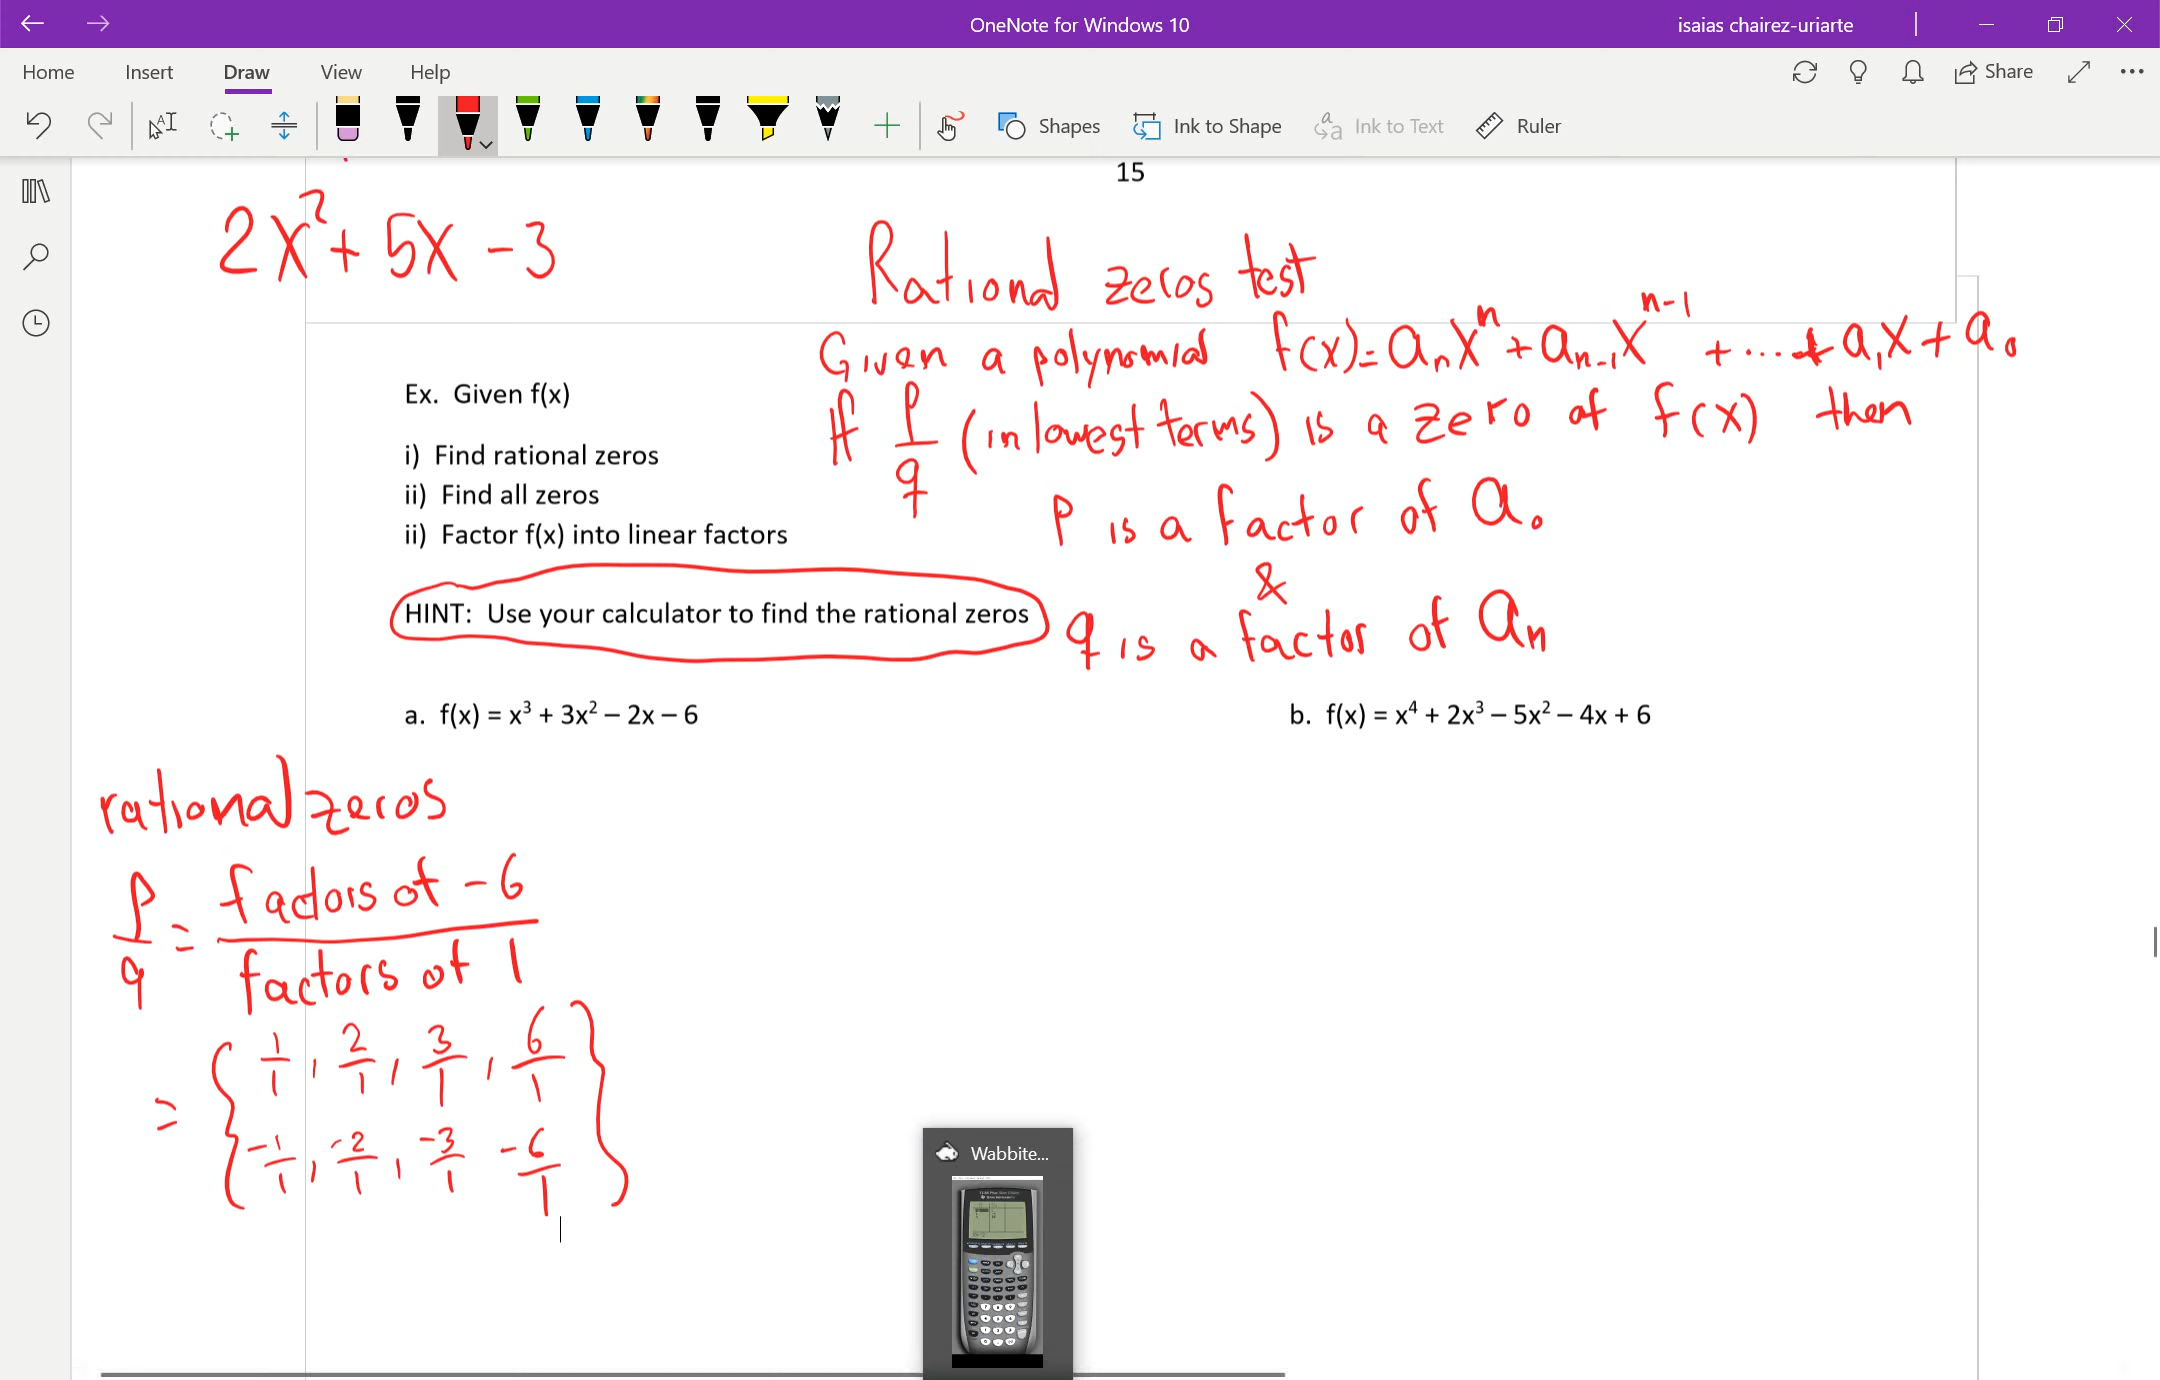 OneNote for Windows 10
isaias chairez-uriarte
Home Insert Draw View Help
Share
Shapes Ink to Shape Ink to Text Ruler
15
2x² + 5x - 3
Rational zeros test
Given a polynomial f(x) = aₙxⁿ + aₙ₋₁xⁿ⁻¹ + ... + a₁x + a₀
If p/q (in lowest terms) is a zero of f(x) then
p is a factor of a₀
&
q is a factor of aₙ
Ex. Given f(x)
i) Find rational zeros
ii) Find all zeros
ii) Factor f(x) into linear factors
HINT: Use your calculator to find the rational zeros
a. f(x) = x³ + 3x² – 2x – 6
b. f(x) = x⁴ + 2x³ – 5x² – 4x + 6
rational zeros
p/q = factors of -6 / factors of 1
= { 1/1, 2/1, 3/1, 6/1
-1/1, -2/1, -3/1 -6/1 }
Wabbite...